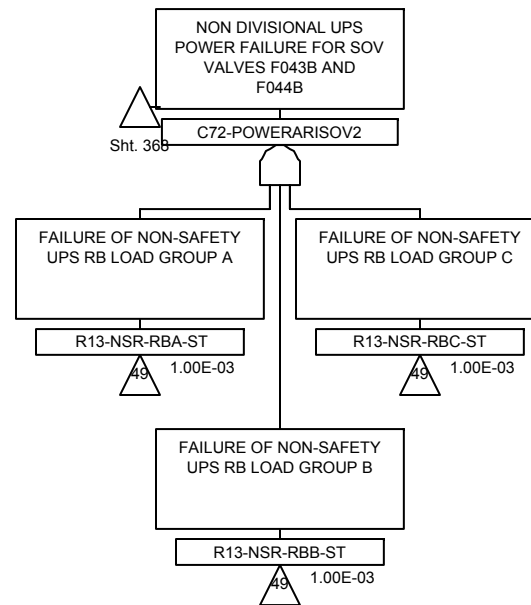 NON DIVISIONAL UPS
POWER FAILURE FOR SOV
VALVES F043B AND
F044B
Sht. 368
C72-POWERARISOV2
FAILURE OF NON-SAFETY
UPS RB LOAD GROUP A
R13-NSR-RBA-ST
49
1.00E-03
FAILURE OF NON-SAFETY
UPS RB LOAD GROUP C
R13-NSR-RBC-ST
49
1.00E-03
FAILURE OF NON-SAFETY
UPS RB LOAD GROUP B
R13-NSR-RBB-ST
49
1.00E-03